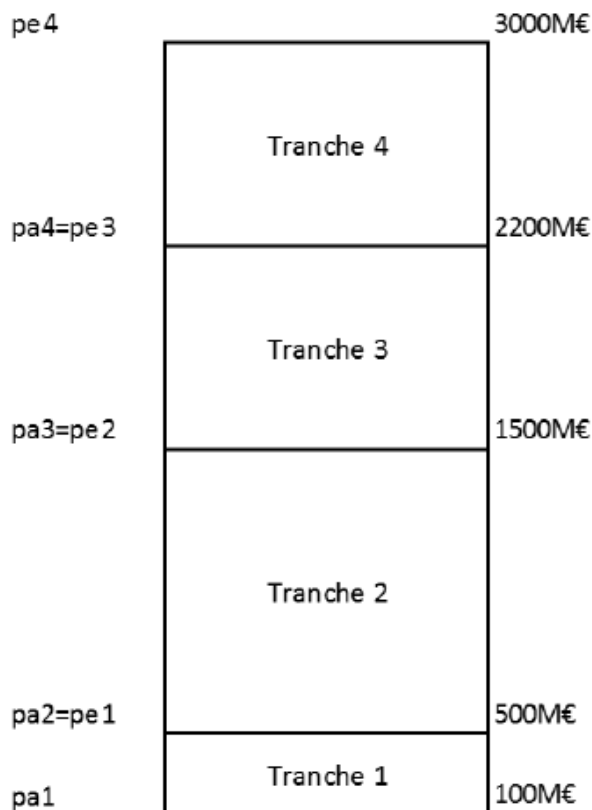 pe4 3000M€
Tranche 4
pa4=pe3 2200M€
Tranche 3
pa3=pe2 1500M€
Tranche 2
pa2=pe1 500M€
Tranche 1
pa1 100M€